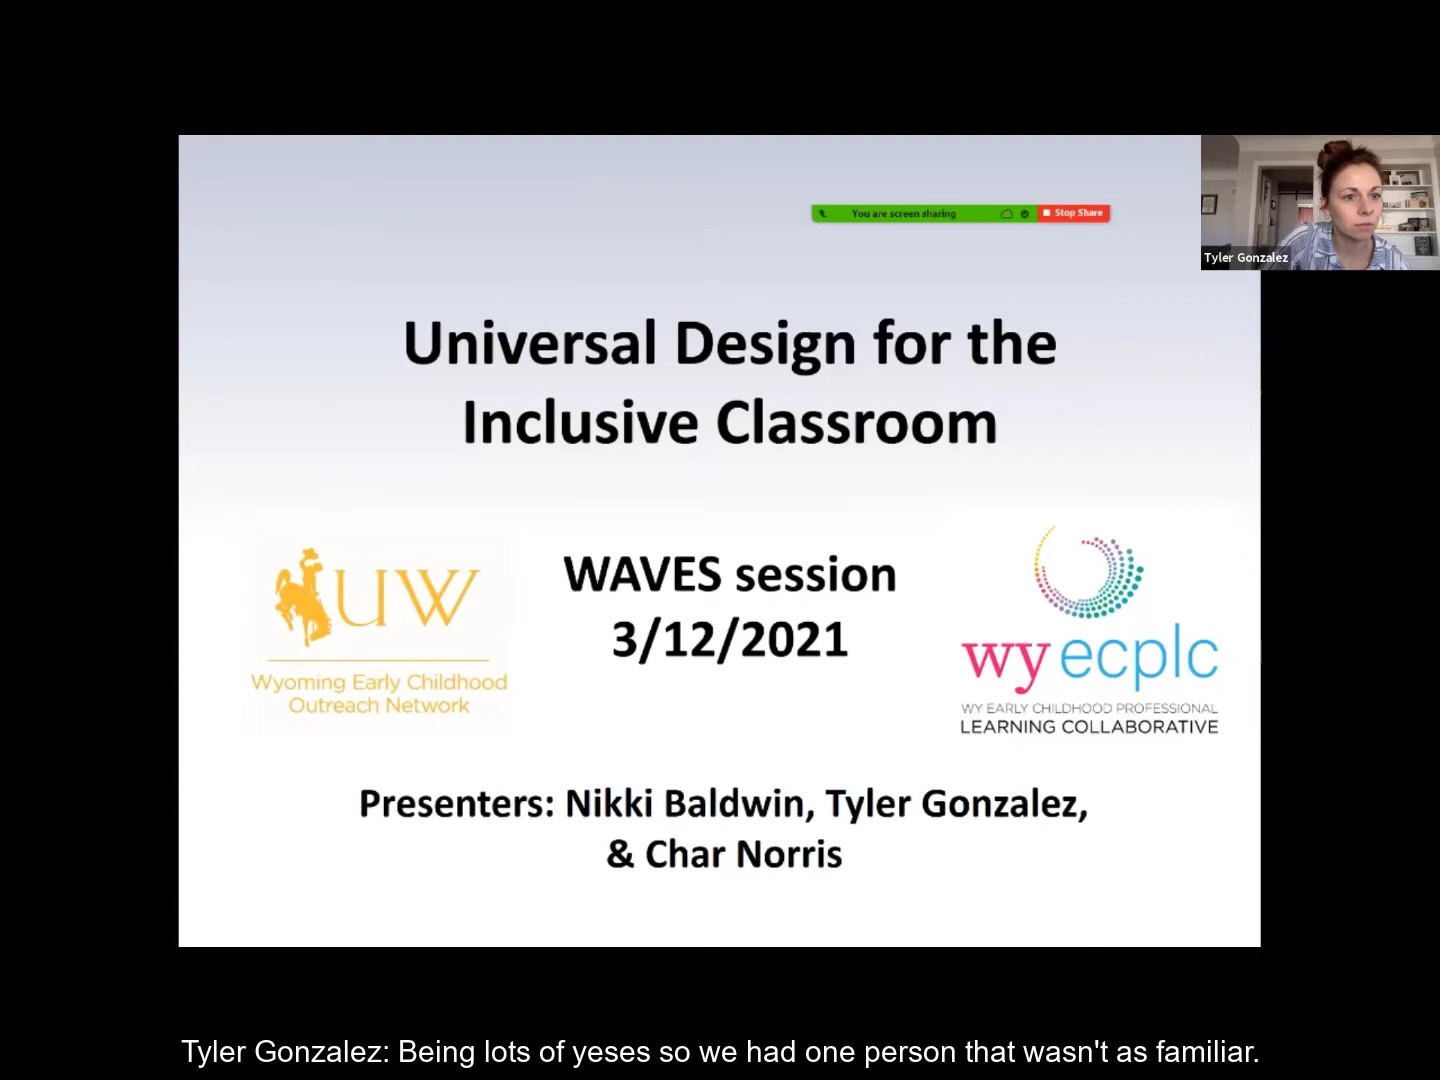 You are screen sharing
Stop Share
Tyler Gonzalez
Universal Design for the
Inclusive Classroom
WAVES session
3/12/2021
UW
Wyoming Early Childhood
Outreach Network
wy ecplc
WY EARLY CHILDHOOD PROFESSIONAL
LEARNING COLLABORATIVE
Presenters: Nikki Baldwin, Tyler Gonzalez,
& Char Norris
Tyler Gonzalez: Being lots of yeses so we had one person that wasn't as familiar.